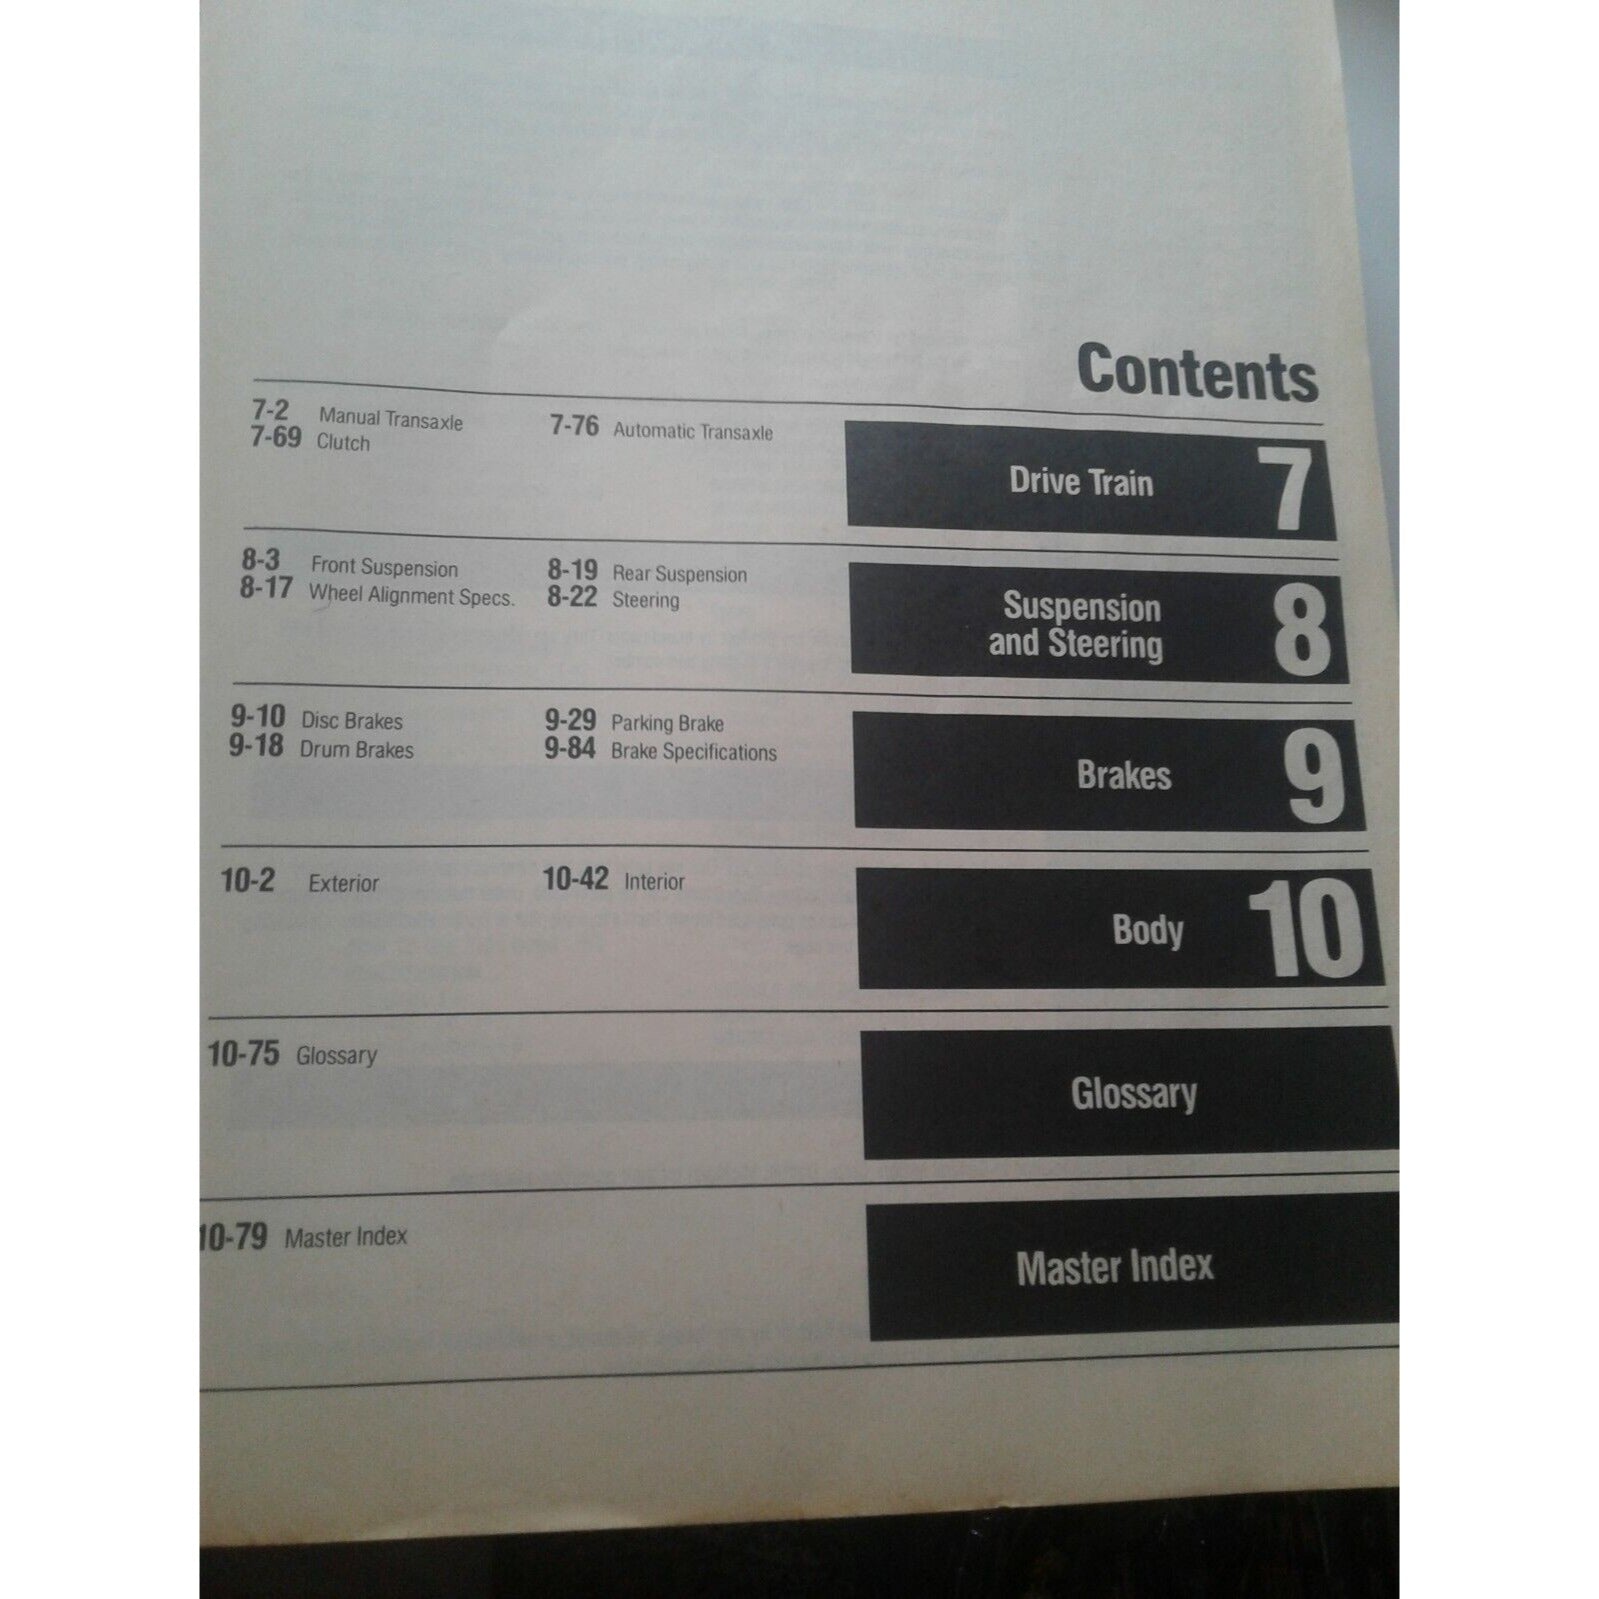 Contents
7-2 Manual Transaxle
7-69 Clutch
7-76 Automatic Transaxle
Drive Train 7
8-3 Front Suspension
8-17 Wheel Alignment Specs.
8-19 Rear Suspension
8-22 Steering
Suspension
and Steering 8
9-10 Disc Brakes
9-18 Drum Brakes
9-29 Parking Brake
9-84 Brake Specifications
Brakes 9
10-2 Exterior
10-42 Interior
Body 10
10-75 Glossary
Glossary
10-79 Master Index
Master Index